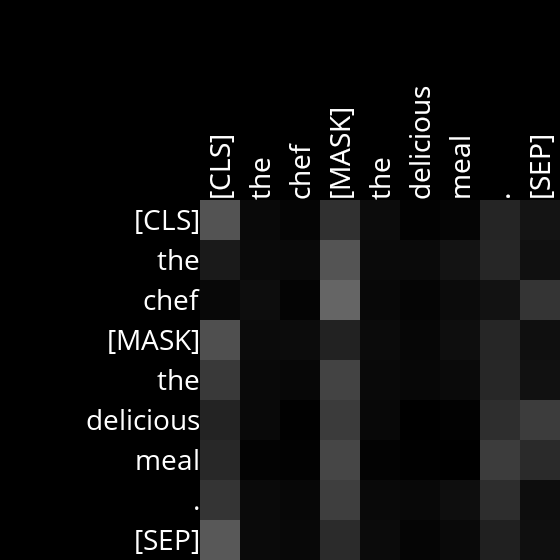 [CLS]
the
chef
[MASK]
the
delicious
meal
.
[SEP]
[CLS]
the
chef
[MASK]
the
delicious
meal
.
[SEP]